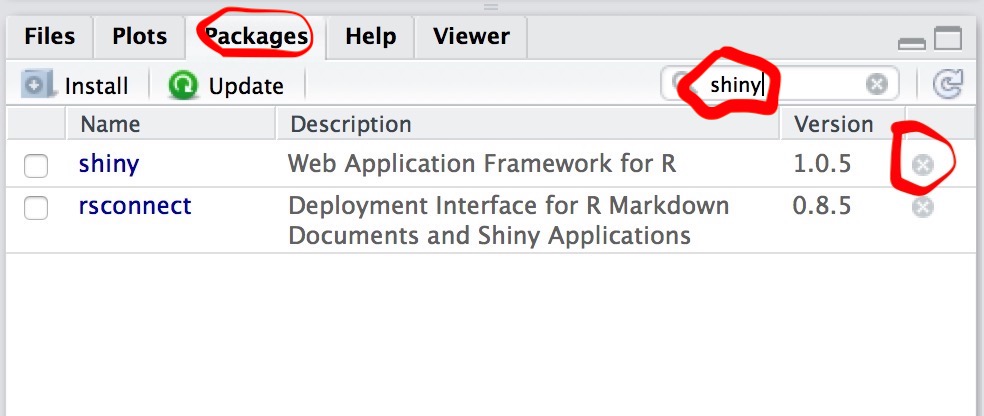 Files Plots Packages Help Viewer
Install Update shiny
Name Description Version
shiny Web Application Framework for R 1.0.5
rsconnect Deployment Interface for R Markdown 0.8.5
Documents and Shiny Applications